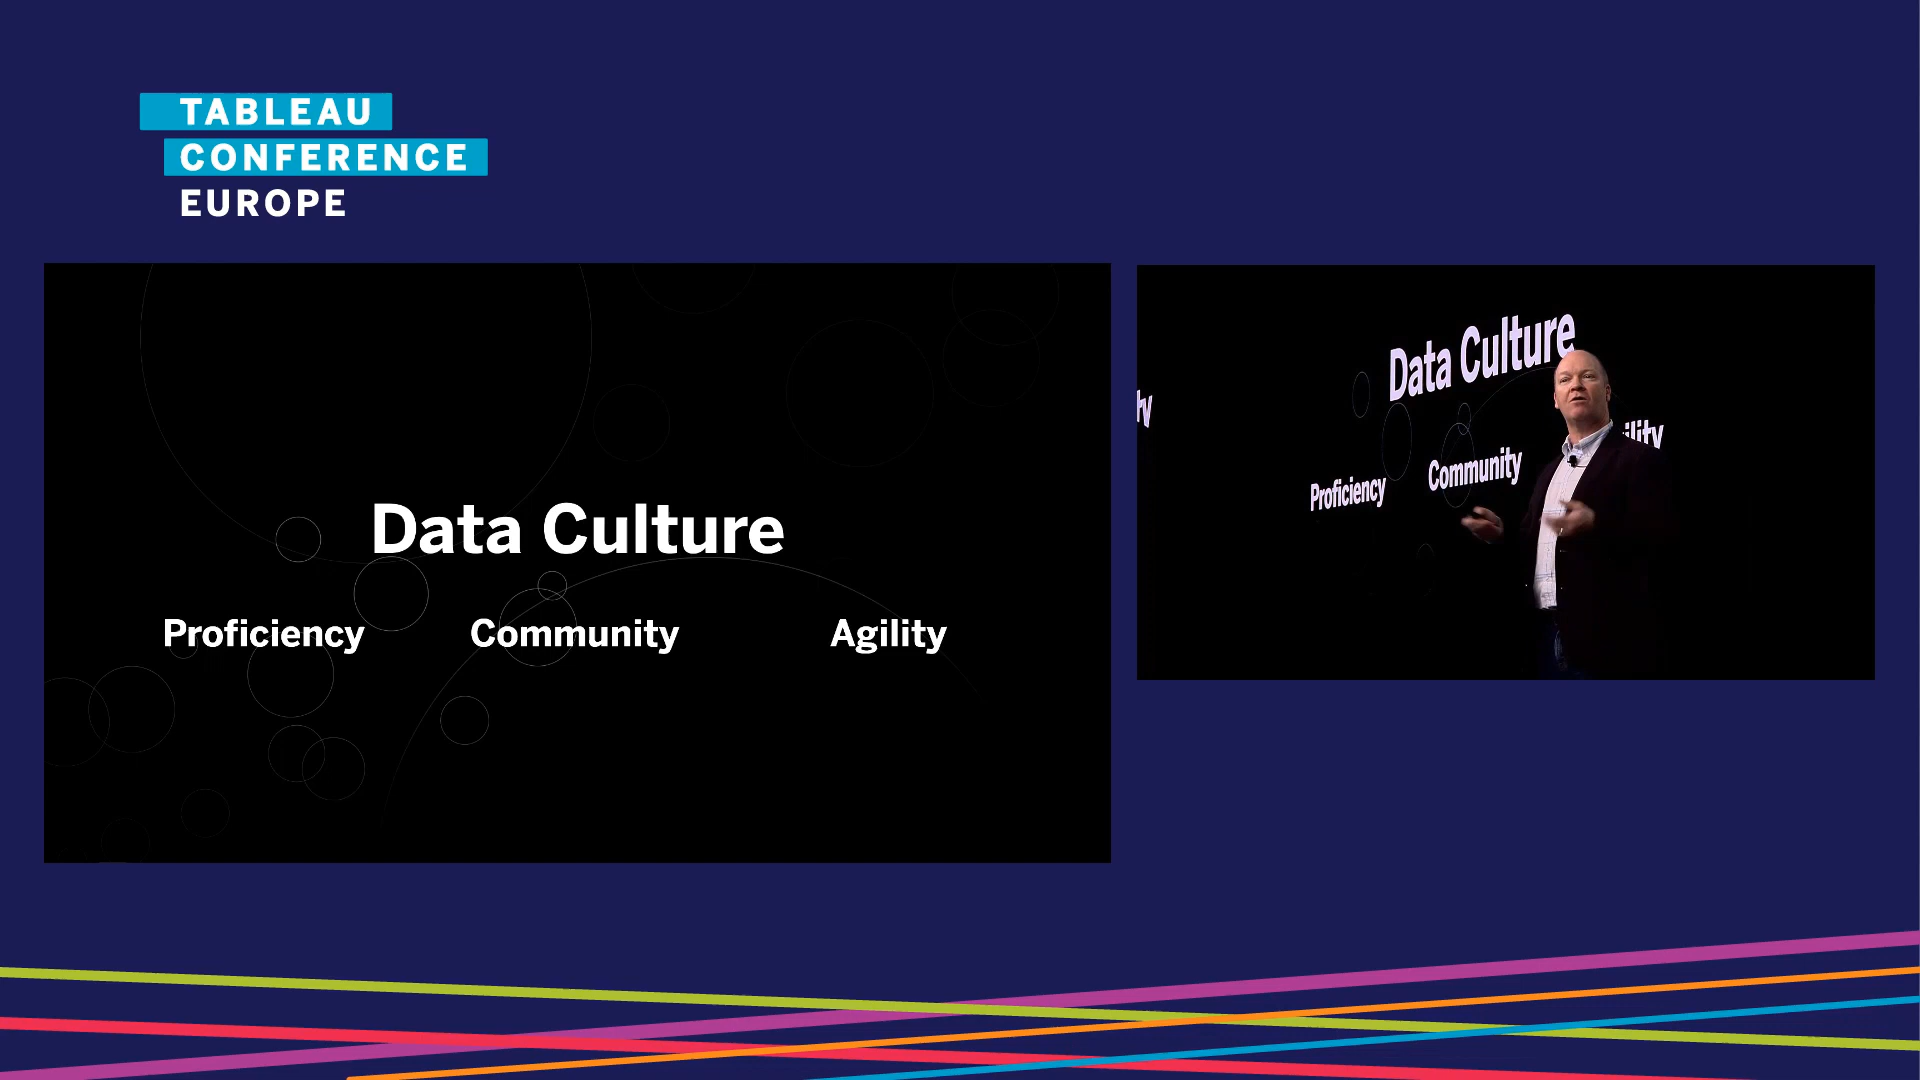 TABLEAU
CONFERENCE
EUROPE
Data Culture
Proficiency Community Agility
Data Culture
Proficiency Community